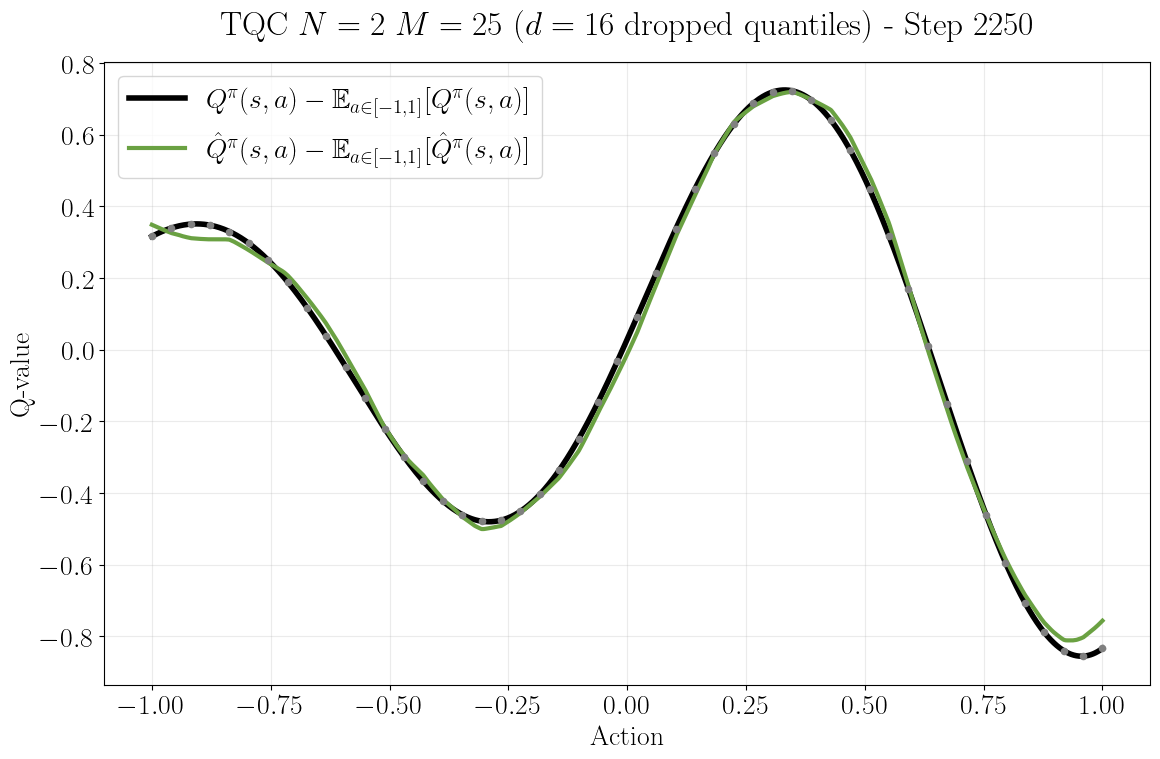 TQC N = 2 M = 25 (d = 16 dropped quantiles) - Step 2250
Q^π(s, a) − 𝔼_{a∈[−1,1]}[Q^π(s, a)]
Q̂^π(s, a) − 𝔼_{a∈[−1,1]}[Q̂^π(s, a)]
0.8
0.6
0.4
0.2
0.0
−0.2
−0.4
−0.6
−0.8
Q-value
−1.00 −0.75 −0.50 −0.25 0.00 0.25 0.50 0.75 1.00
Action